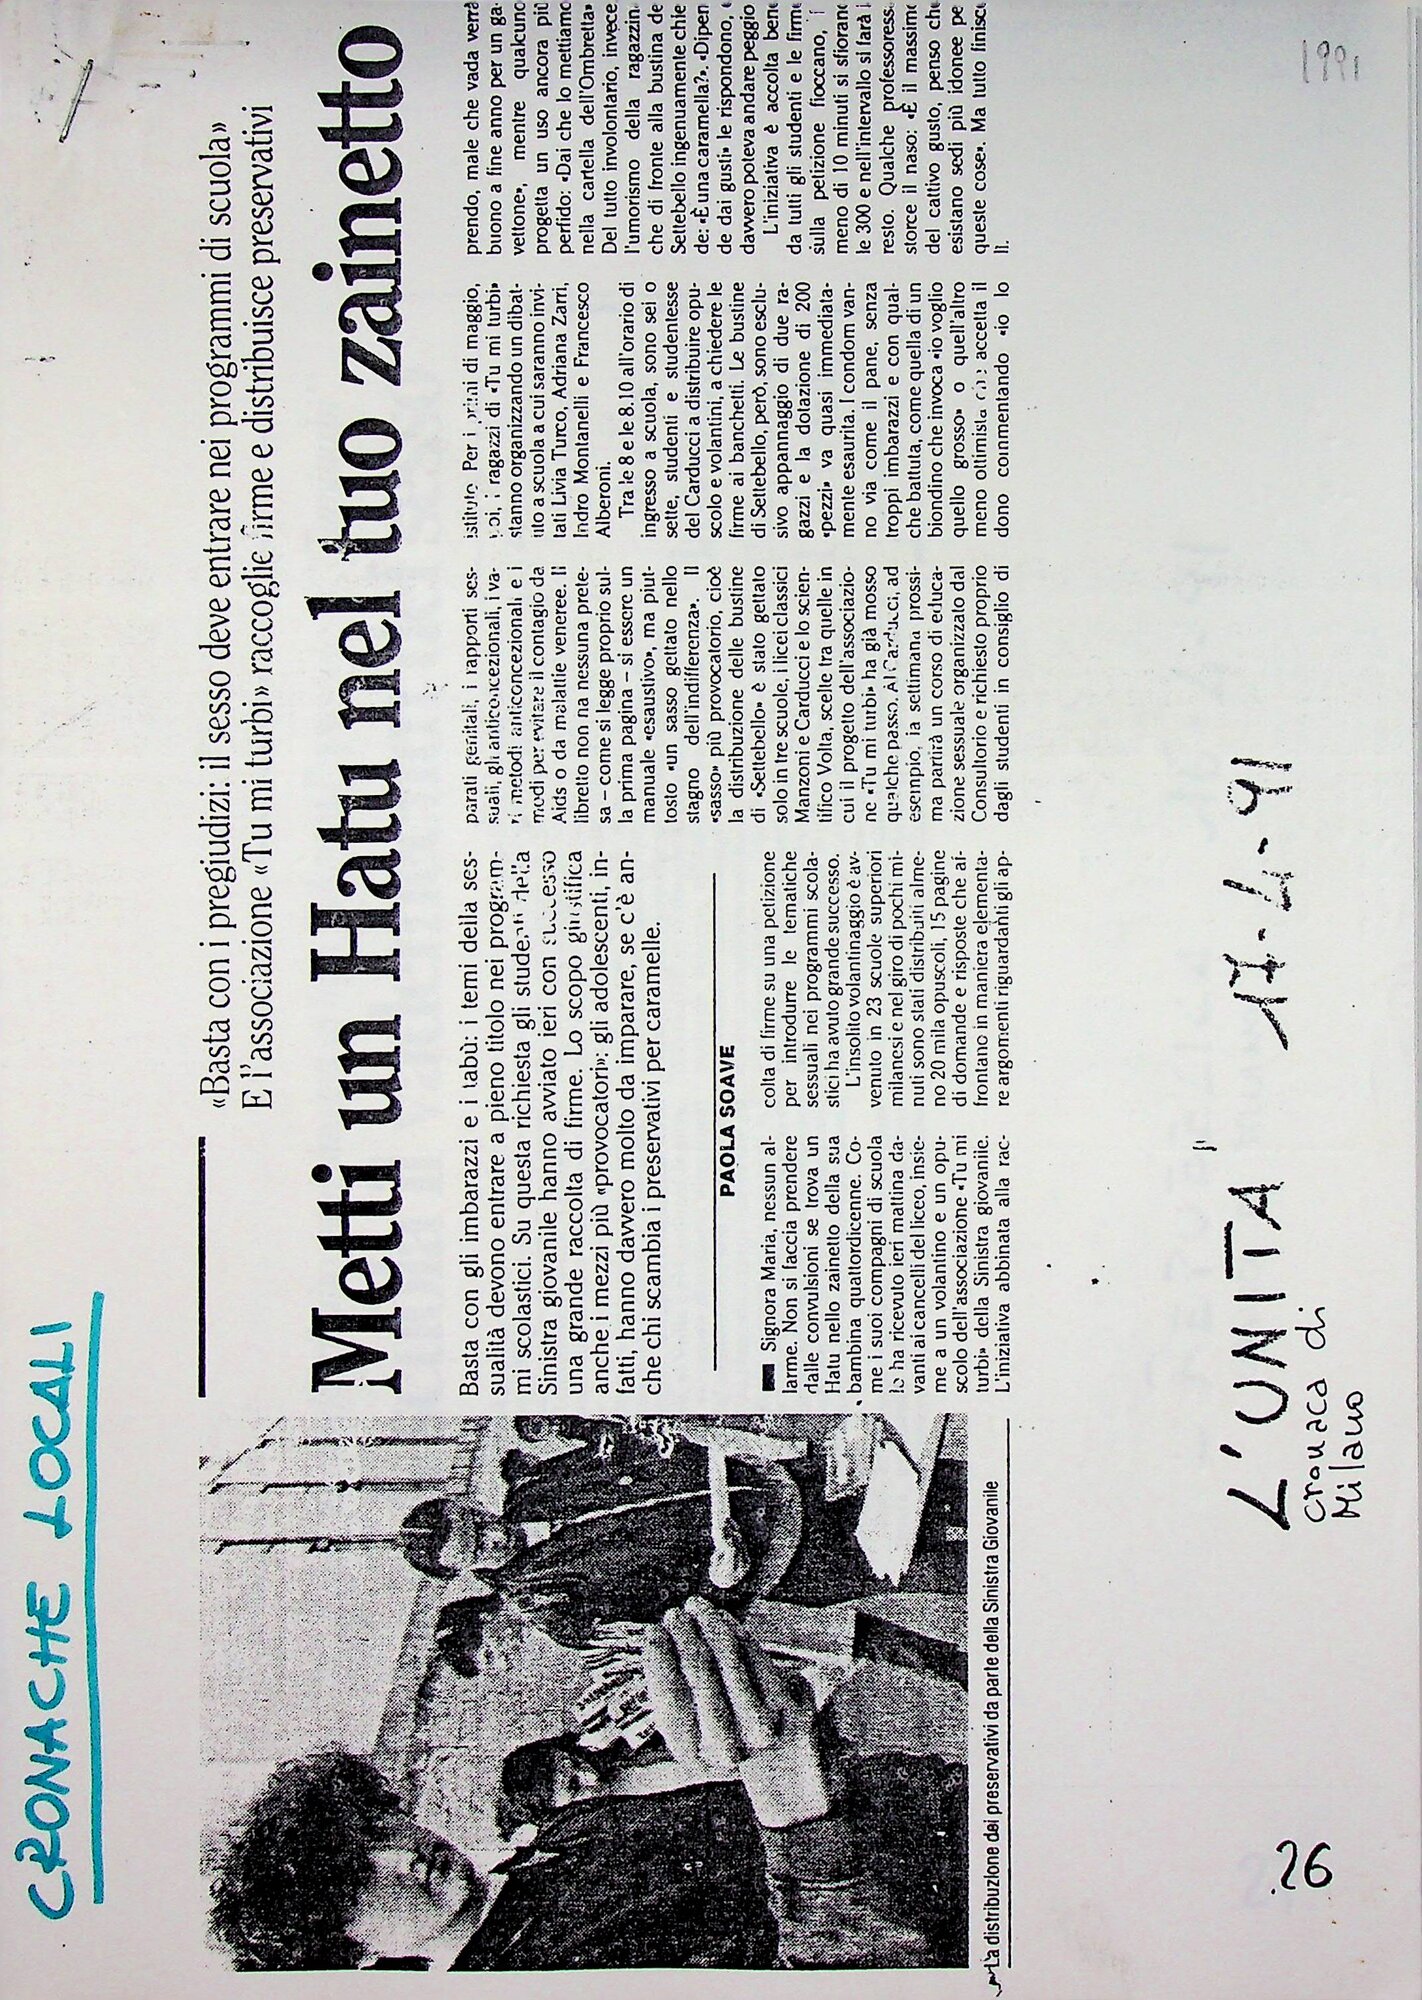 CRONACHE LOCALI
«Basta con i pregiudizi: il sesso deve entrare nei programmi di scuola»
E l'associazione «Tu mi turbi» raccoglie firme e distribuisce preservativi
Metti un Hatu nel tuo zainetto
Basta con gli imbarazzi e i tabù: i temi della ses-
sualità devono entrare a pieno titolo nei program-
mi scolastici. Su questa richiesta gli studenti della
Sinistra giovanile hanno avviato ieri con successo
una grande raccolta di firme. Lo scopo giustifica
anche i mezzi più «provocatori»: gli adolescenti, in-
fatti, hanno davvero molto da imparare, se c'è an-
che chi scambia i preservativi per caramelle.
PAOLA SOAVE
Signora Maria, nessun al-
larme. Non si faccia prendere
dalle convulsioni se trova un
Hatu nello zainetto della sua
bambina quattordicenne. Co-
me i suoi compagni di scuola
lo ha ricevuto ieri mattina da-
vanti ai cancelli del liceo, insie-
me a un volantino e un opu-
scolo dell'associazione «Tu mi
turbi» della Sinistra giovanile.
L'iniziativa abbinata alla rac-
colta di firme su una petizione
per introdurre le tematiche
sessuali nei programmi scola-
stici ha avuto grande successo.
L'insolito volantinaggio è av-
venuto in 23 scuole superiori
milanesi e nel giro di pochi mi-
nuti sono stati distribuiti alme-
no 20 mila opuscoli, 15 pagine
di domande e risposte che af-
frontano in maniera elementa-
re argomenti riguardanti gli ap-
parati genitali, i rapporti ses-
suali, gli anticoncezionali, i va-
ri metodi anticoncezionali e i
modi per evitare il contagio da
Aids o da malattie veneree. Il
libretto non ha nessuna prete-
sa – come si legge proprio sul-
la prima pagina – si essere un
manuale «esaustivo», ma piut-
tosto «un sasso gettato nello
stagno dell'indifferenza». Il
«sasso» più provocatorio, cioè
la distribuzione delle bustine
di «Settebello» è stato gettato
solo in tre scuole, i licei classici
Manzoni e Carducci e lo scien-
tifico Volta, scelte tra quelle in
cui il progetto dell'associazio-
ne «Tu mi turbi» ha già mosso
qualche passo. Al Carducci, ad
esempio, la settimana prossi-
ma partirà un corso di educa-
zione sessuale organizzato dal
Consultorio e richiesto proprio
dagli studenti in consiglio di
istituto. Per i primi di maggio,
poi, i ragazzi di «Tu mi turbi»
stanno organizzando un dibat-
tito a scuola a cui saranno invi-
tati Livia Turco, Adriana Zarri,
Indro Montanelli e Francesco
Alberoni.
Tra le 8 e le 8.10 all'orario di
ingresso a scuola, sono sei o
sette, studenti e studentesse
del Carducci a distribuire opu-
scolo e volantini, a chiedere le
firme ai banchetti. Le bustine
di Settebello, però, sono esclu-
sivo appannaggio di due ra-
gazzi e la dotazione di 200
«pezzi» va quasi immediata-
mente esaurita. I condom van-
no via come il pane, senza
troppi imbarazzi e con qual-
che battuta, come quella di un
biondino che invoca «io voglio
quello grosso» o quell'altro
meno ottimista che accetta il
dono commentando «io lo
prendo, male che vada verrà
buono a fine anno per un ga-
vettone», mentre qualcuno
progetta un uso ancora più
perfido: «Dai che lo mettiamo
nella cartella dell'Ombretta»
Del tutto involontario, invece
l'umorismo della ragazzina
che di fronte alla bustina de
Settebello ingenuamente chie
de: «È una caramella?». «Dipen
de dai gusti» le rispondono,
davvero poteva andare peggio
L'iniziativa è accolta bene
da tutti gli studenti e le firme
sulla petizione fioccano, i
meno di 10 minuti si sfiorano
le 300 e nell'intervallo si farà i
resto. Qualche professoressa
storce il naso: «È il massimo
del cattivo gusto, penso che
esistano sedi più idonee pe
queste cose». Ma tutto finisce
lì.
La distribuzione dei preservativi da parte della Sinistra Giovanile
L'UNITA' 17.4.91
cronaca di
Milano
26
1991